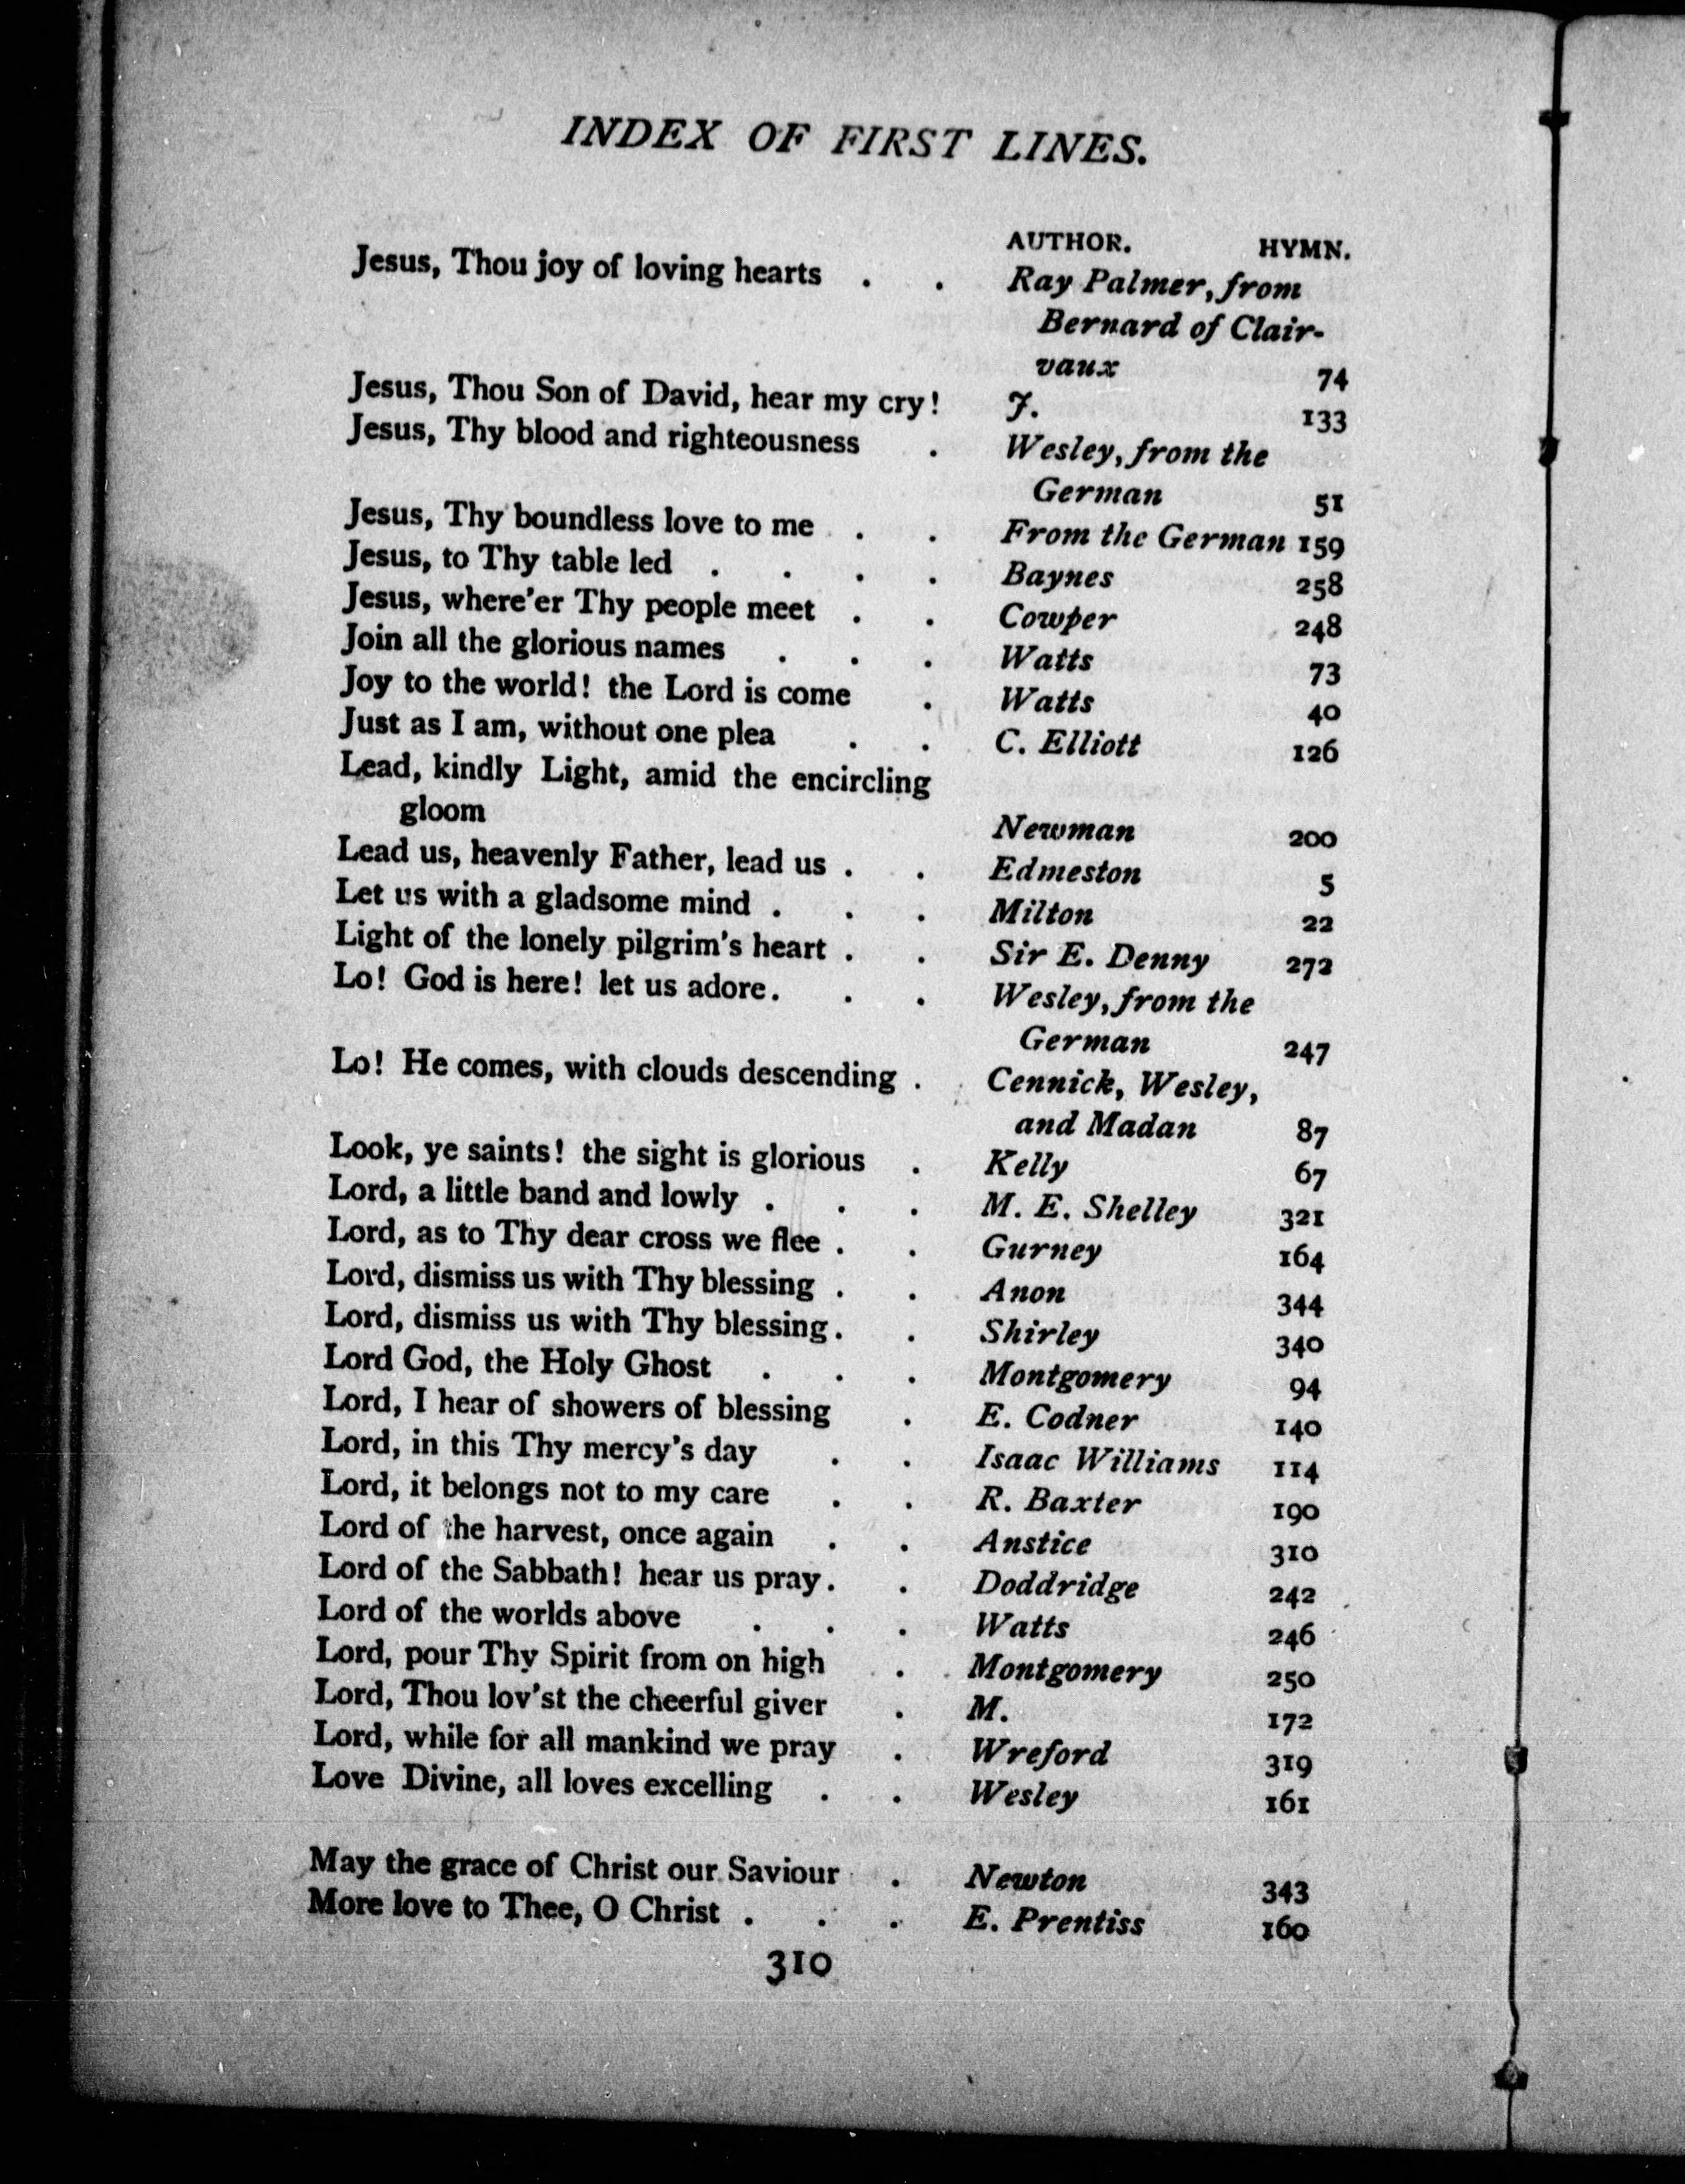 INDEX OF FIRST LINES.
AUTHOR. HYMN.
Jesus, Thou joy of loving hearts . . Ray Palmer, from
Bernard of Clair-
vaux 74
Jesus, Thou Son of David, hear my cry! J. 133
Jesus, Thy blood and righteousness . Wesley, from the
German 51
Jesus, Thy boundless love to me . . From the German 159
Jesus, to Thy table led . . . . Baynes 258
Jesus, where'er Thy people meet . . Cowper 248
Join all the glorious names . . . Watts 73
Joy to the world! the Lord is come . Watts 40
Just as I am, without one plea . . C. Elliott 126
Lead, kindly Light, amid the encircling
gloom Newman 200
Lead us, heavenly Father, lead us . . Edmeston 5
Let us with a gladsome mind . . . Milton 22
Light of the lonely pilgrim's heart . . Sir E. Denny 272
Lo! God is here! let us adore. . . Wesley, from the
German 247
Lo! He comes, with clouds descending . Cennick, Wesley,
and Madan 87
Look, ye saints! the sight is glorious . Kelly 67
Lord, a little band and lowly . . . M. E. Shelley 321
Lord, as to Thy dear cross we flee . . Gurney 164
Lord, dismiss us with Thy blessing . . Anon 344
Lord, dismiss us with Thy blessing . . Shirley 340
Lord God, the Holy Ghost . . . Montgomery 94
Lord, I hear of showers of blessing . E. Codner 140
Lord, in this Thy mercy's day . . Isaac Williams 114
Lord, it belongs not to my care . . R. Baxter 190
Lord of the harvest, once again . . Anstice 310
Lord of the Sabbath! hear us pray. . Doddridge 242
Lord of the worlds above . . . Watts 246
Lord, pour Thy Spirit from on high . Montgomery 250
Lord, Thou lov'st the cheerful giver . M. 172
Lord, while for all mankind we pray . Wreford 319
Love Divine, all loves excelling . . Wesley 161
May the grace of Christ our Saviour . Newton 343
More love to Thee, O Christ . . . E. Prentiss 160
310